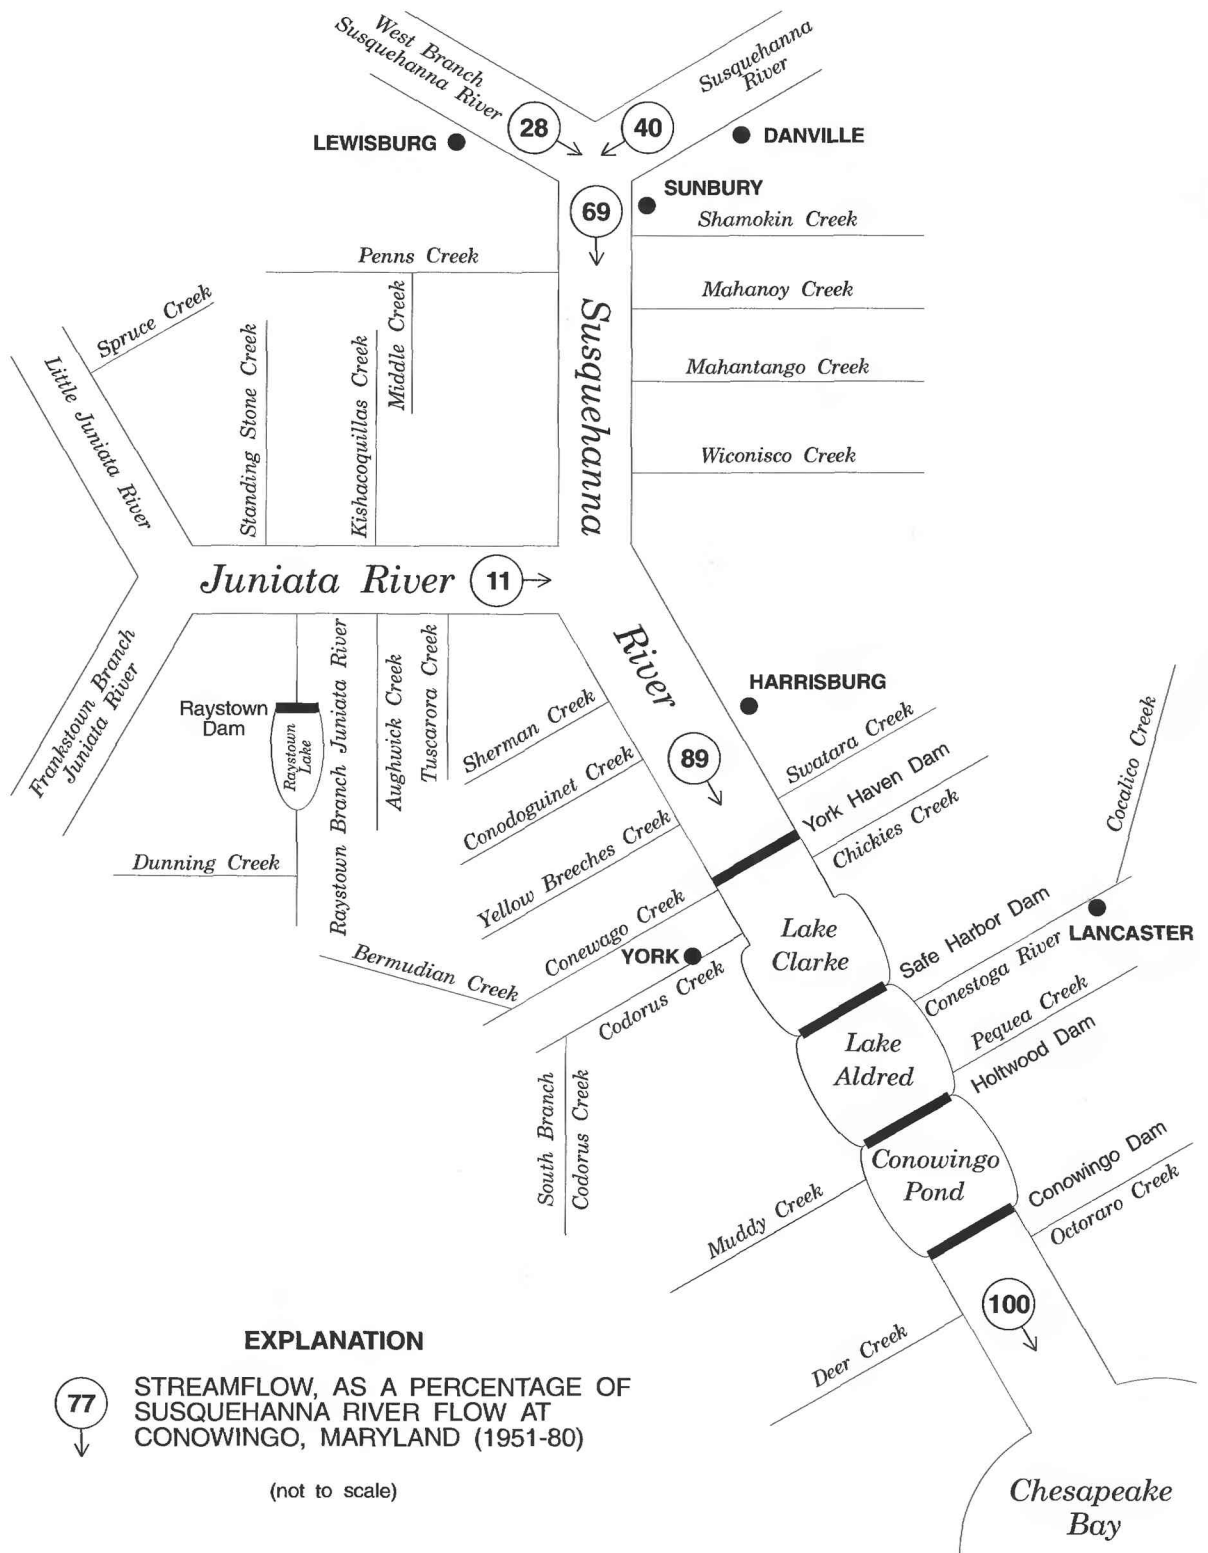 West Branch
Susquehanna River
Susquehanna
River
28
40
LEWISBURG
DANVILLE
SUNBURY
69
Shamokin Creek
Penns Creek
Mahanoy Creek
Middle Creek
Spruce Creek
Mahantango Creek
Little Juniata River
Standing Stone Creek
Kishacoquillas Creek
Susquehanna
Wiconisco Creek
Juniata River
11
River
Frankstown Branch
Juniata River
Raystown
Dam
Raystown
Lake
Raystown Branch Juniata River
Aughwick Creek
Tuscarora Creek
Dunning Creek
HARRISBURG
Sherman Creek
89
Swatara Creek
Conodoguinet Creek
York Haven Dam
Chickies Creek
Cocalico Creek
Yellow Breeches Creek
Conewago Creek
Bermudian Creek
YORK
Codorus Creek
South Branch
Codorus Creek
Lake
Clarke
Safe Harbor Dam
LANCASTER
Conestoga River
Lake
Aldred
Pequea Creek
Holtwood Dam
Conowingo
Pond
Muddy Creek
Conowingo Dam
Octoraro Creek
100
Deer Creek
EXPLANATION
77
STREAMFLOW, AS A PERCENTAGE OF
SUSQUEHANNA RIVER FLOW AT
CONOWINGO, MARYLAND (1951-80)
(not to scale)
Chesapeake
Bay